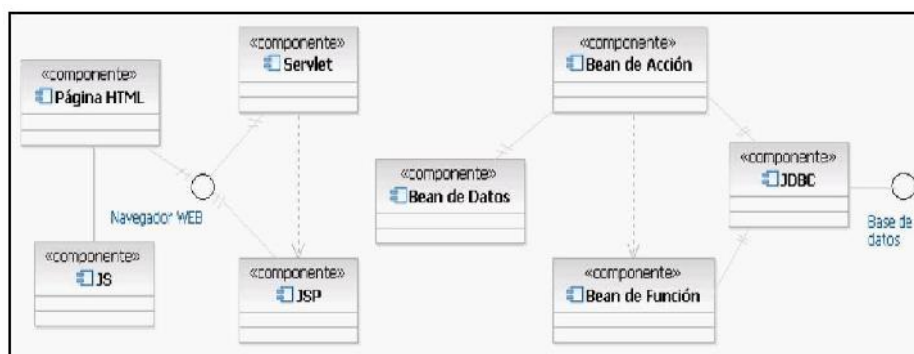 «componente»
Página HTML
«componente»
Servlet
«componente»
Bean de Acción
«componente»
Bean de Datos
«componente»
JDBC
Navegador WEB
Base de
datos
«componente»
JS
«componente»
JSP
«componente»
Bean de Función